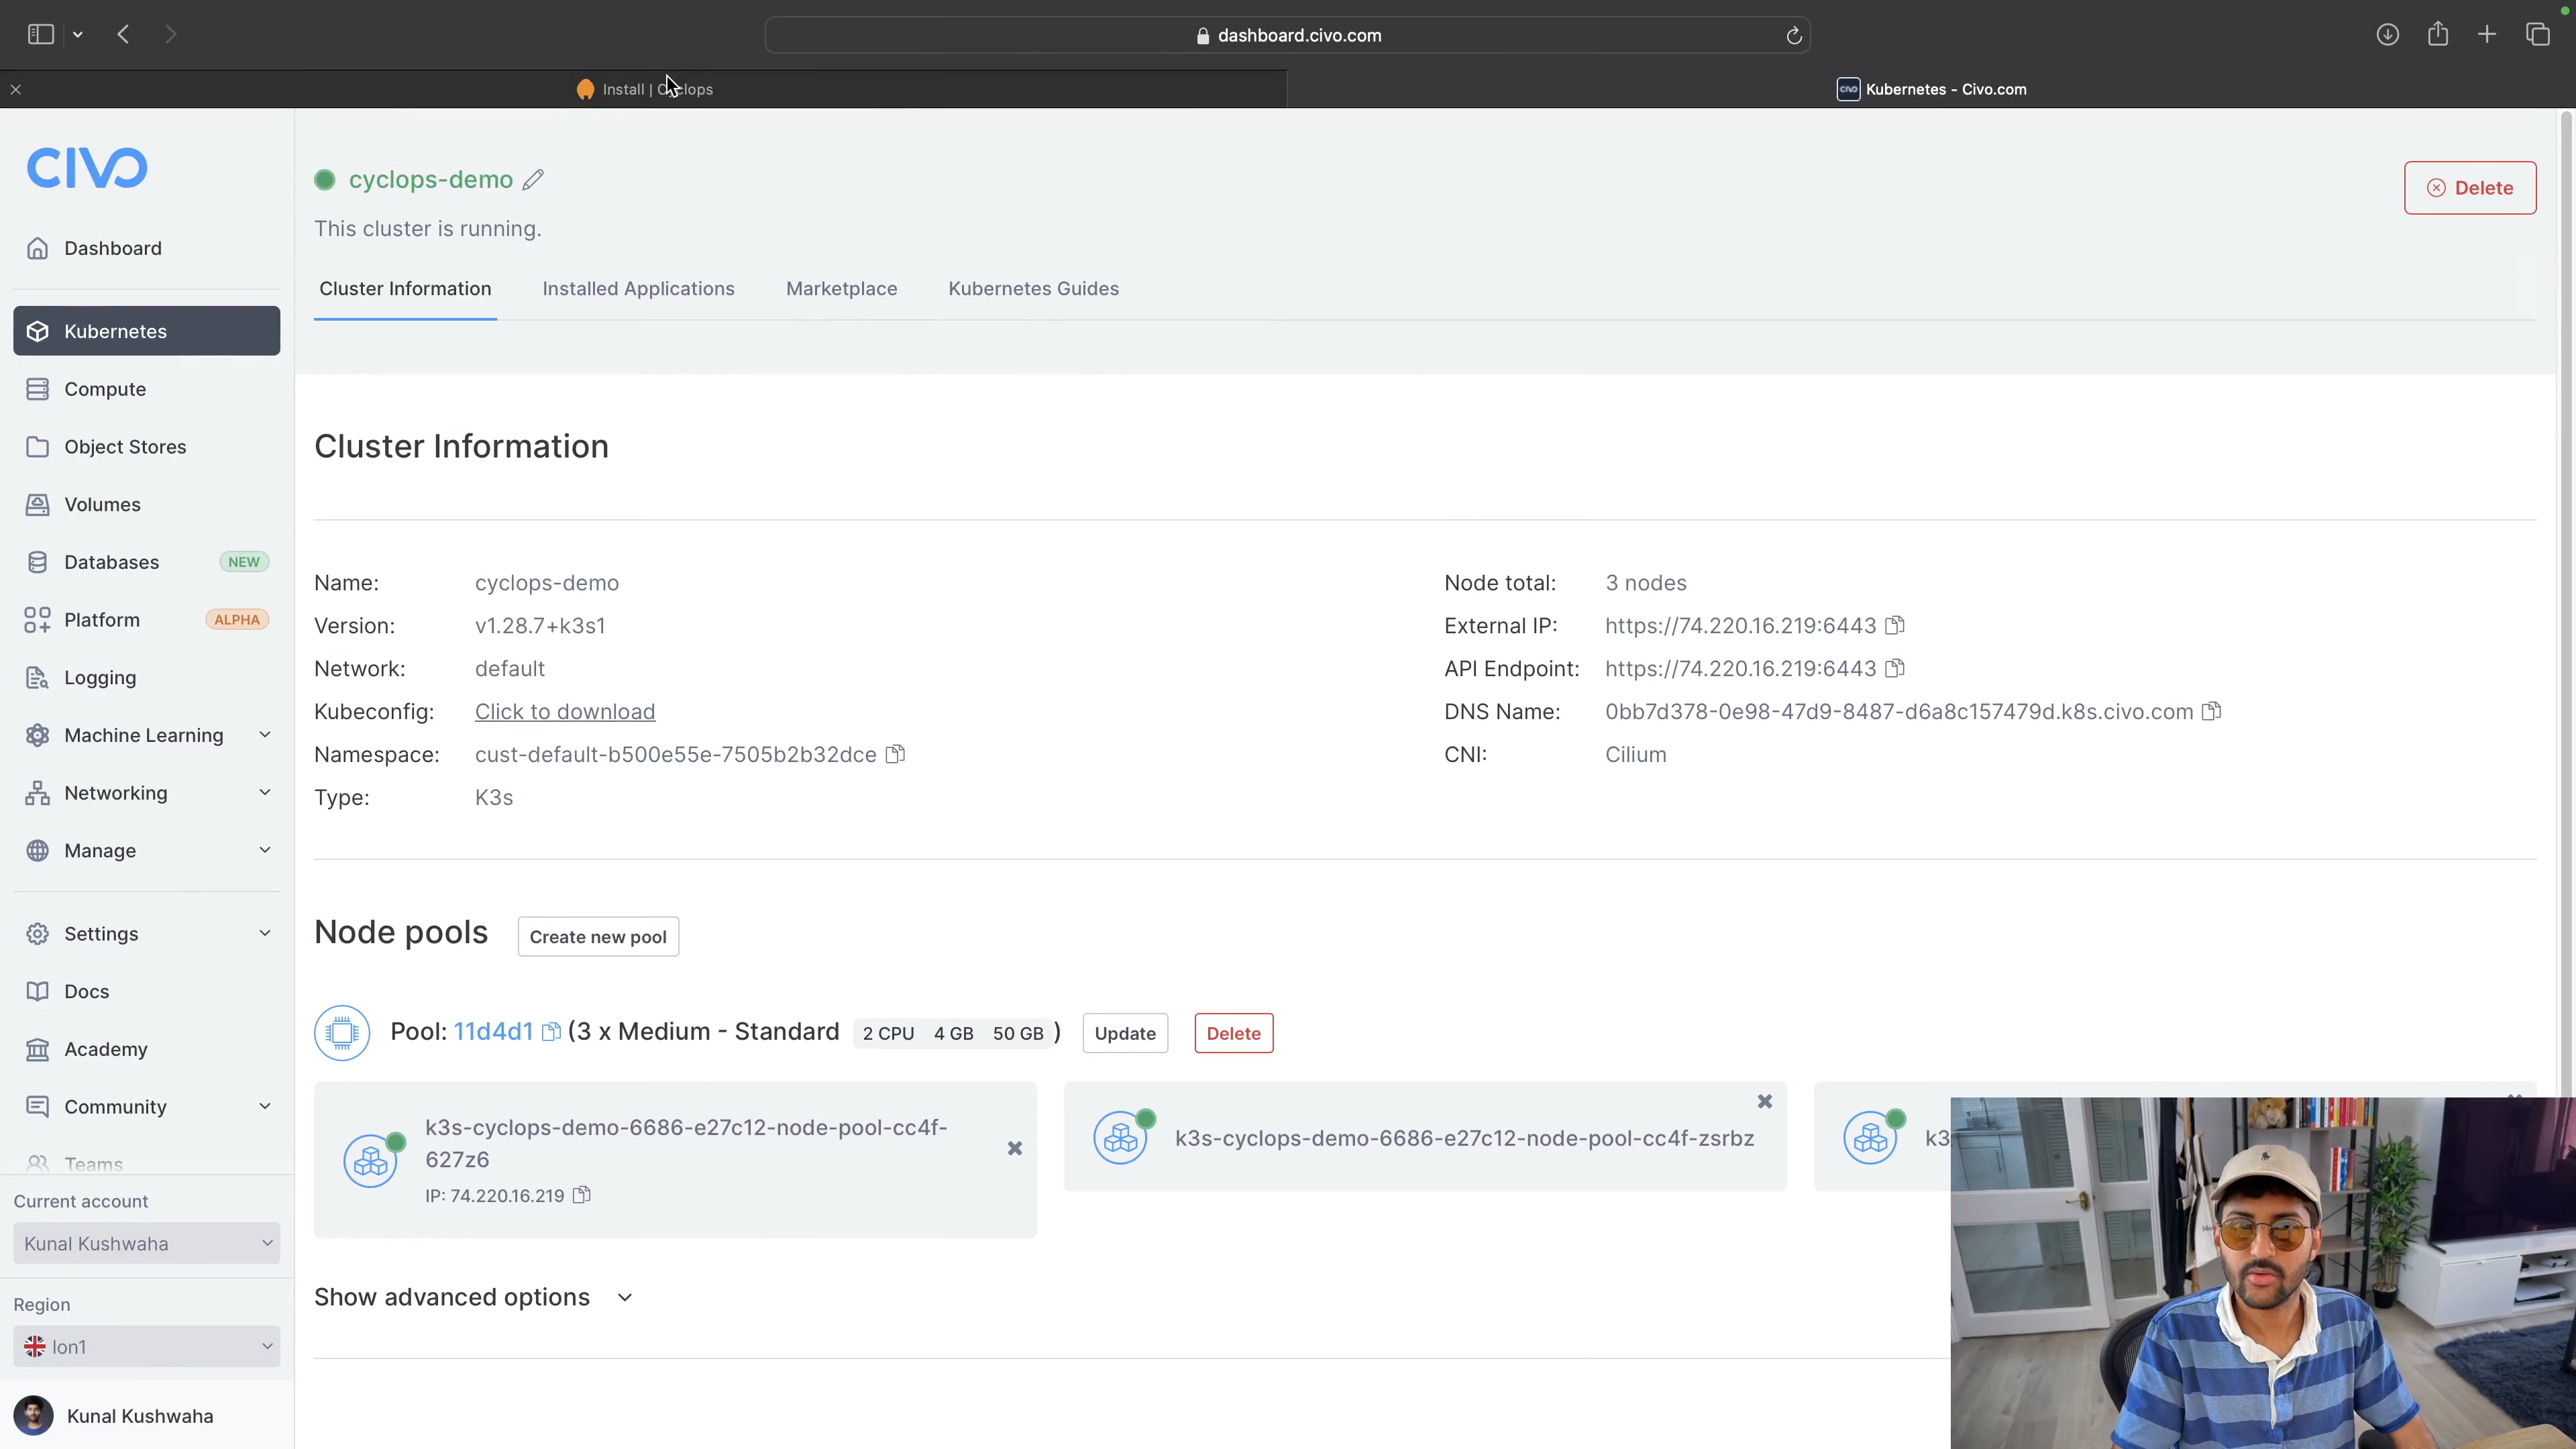 dashboard.civo.com
Install | Cyclops
civo Kubernetes - Civo.com
CIVO
Dashboard
Kubernetes
Compute
Object Stores
Volumes
Databases NEW
Platform ALPHA
Logging
Machine Learning
Networking
Manage
Settings
Docs
Academy
Community
Teams
Current account
Kunal Kushwaha
Region
lon1
Kunal Kushwaha
cyclops-demo
Delete
This cluster is running.
Cluster Information Installed Applications Marketplace Kubernetes Guides
Cluster Information
Name: cyclops-demo
Version: v1.28.7+k3s1
Network: default
Kubeconfig: Click to download
Namespace: cust-default-b500e55e-7505b2b32dce
Type: K3s
Node total: 3 nodes
External IP: https://74.220.16.219:6443
API Endpoint: https://74.220.16.219:6443
DNS Name: 0bb7d378-0e98-47d9-8487-d6a8c157479d.k8s.civo.com
CNI: Cilium
Node pools Create new pool
Pool: 11d4d1 (3 x Medium - Standard 2 CPU 4 GB 50 GB ) Update Delete
k3s-cyclops-demo-6686-e27c12-node-pool-cc4f-
627z6
IP: 74.220.16.219
k3s-cyclops-demo-6686-e27c12-node-pool-cc4f-zsrbz
k3
Show advanced options